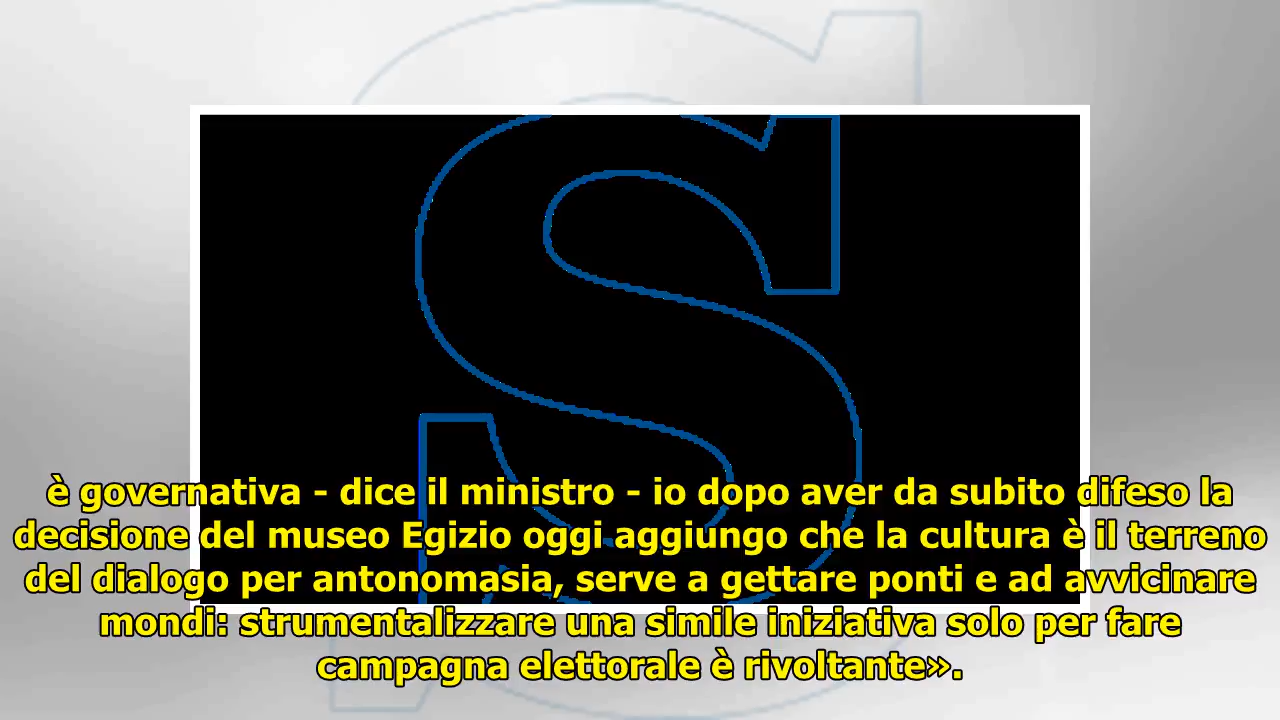 S
è governativa - dice il ministro - io dopo aver da subito difeso la
decisione del museo Egizio oggi aggiungo che la cultura è il terreno
del dialogo per antonomasia, serve a gettare ponti e ad avvicinare
mondi: strumentalizzare una simile iniziativa solo per fare
campagna elettorale è rivoltante».